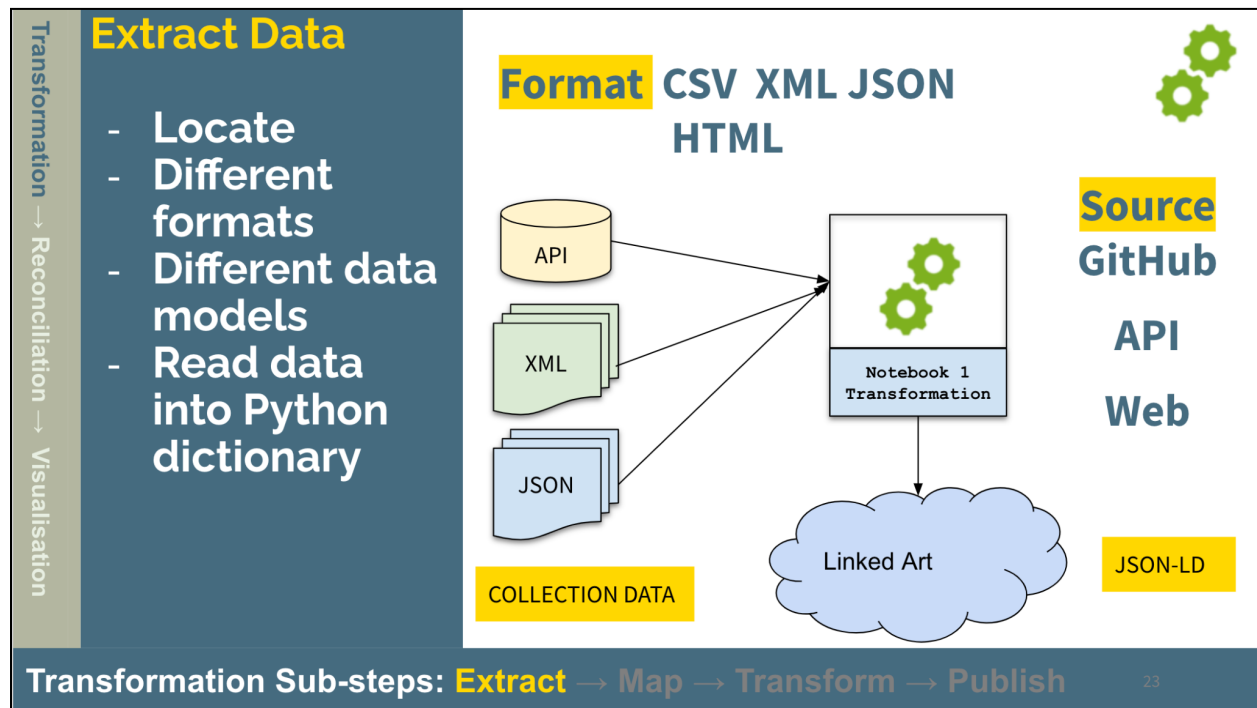 Transformation → Reconciliation → Visualisation
Extract Data
- Locate
- Different
formats
- Different data
models
- Read data
into Python
dictionary
Format CSV XML JSON
HTML
API
XML
JSON
COLLECTION DATA
Notebook 1
Transformation
Linked Art
Source
GitHub
API
Web
JSON-LD
Transformation Sub-steps: Extract → Map → Transform → Publish
23